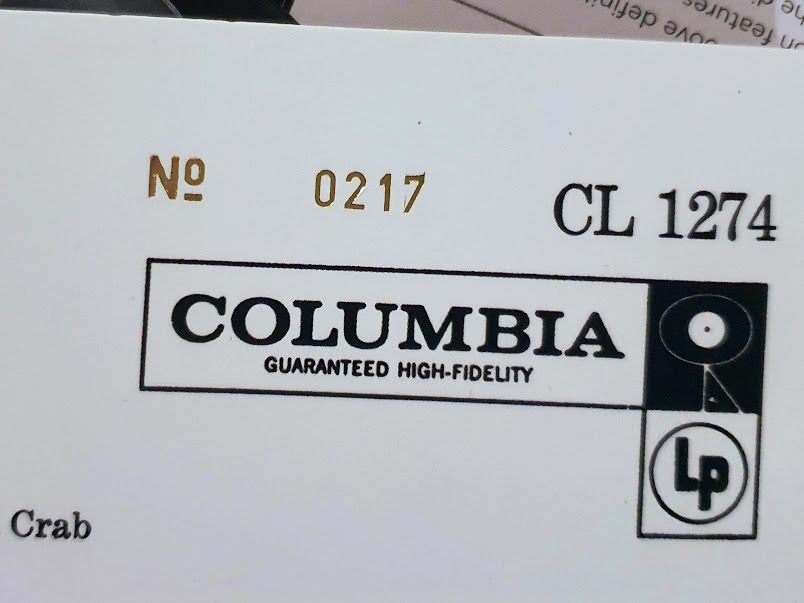 Nº 0217 CL 1274
COLUMBIA
GUARANTEED HIGH-FIDELITY
Lp
Crab